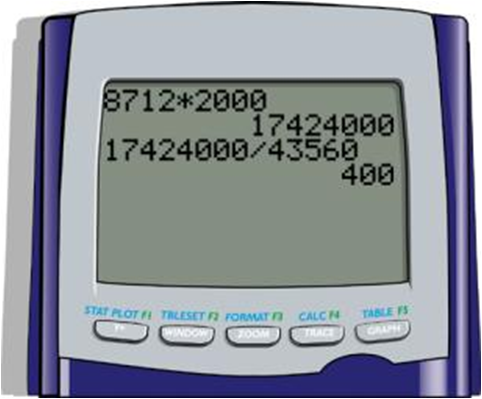 8712*2000
17424000
17424000/43560
400
STAT PLOT F1 TBLSET F2 FORMAT F3 CALC F4 TABLE F5
Y= WINDOW ZOOM TRACE GRAPH